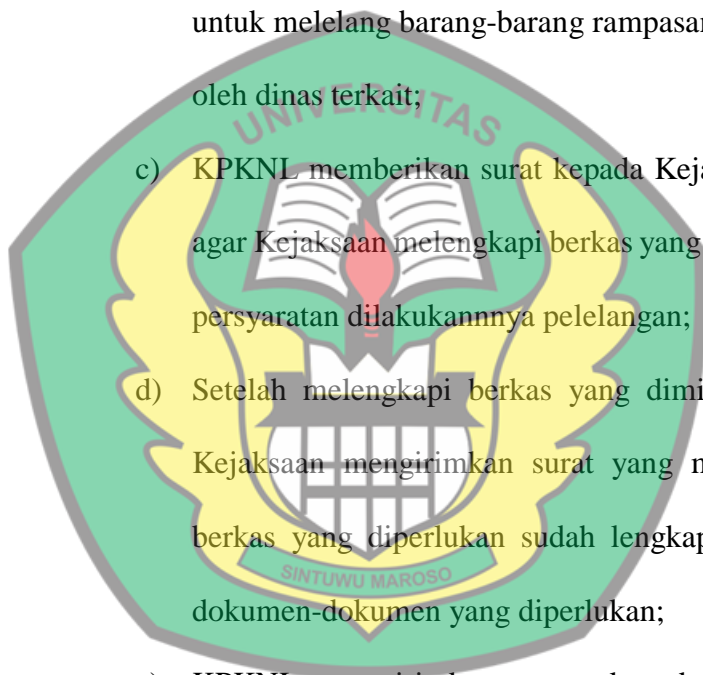 untuk melelang barang-barang rampasan
oleh dinas terkait;
UNIVERSITAS
c) KPKNL memberikan surat kepada
agar Kejaksaan melengkapi berkas yang
persyaratan dilakukannnya pelelangan;
d) Setelah melengkapi berkas yang
Kejaksaan mengirimkan surat yang
berkas yang diperlukan sudah lengkap
SINTUWU MAROSO
dokumen-dokumen yang diperlukan;
KPKNL